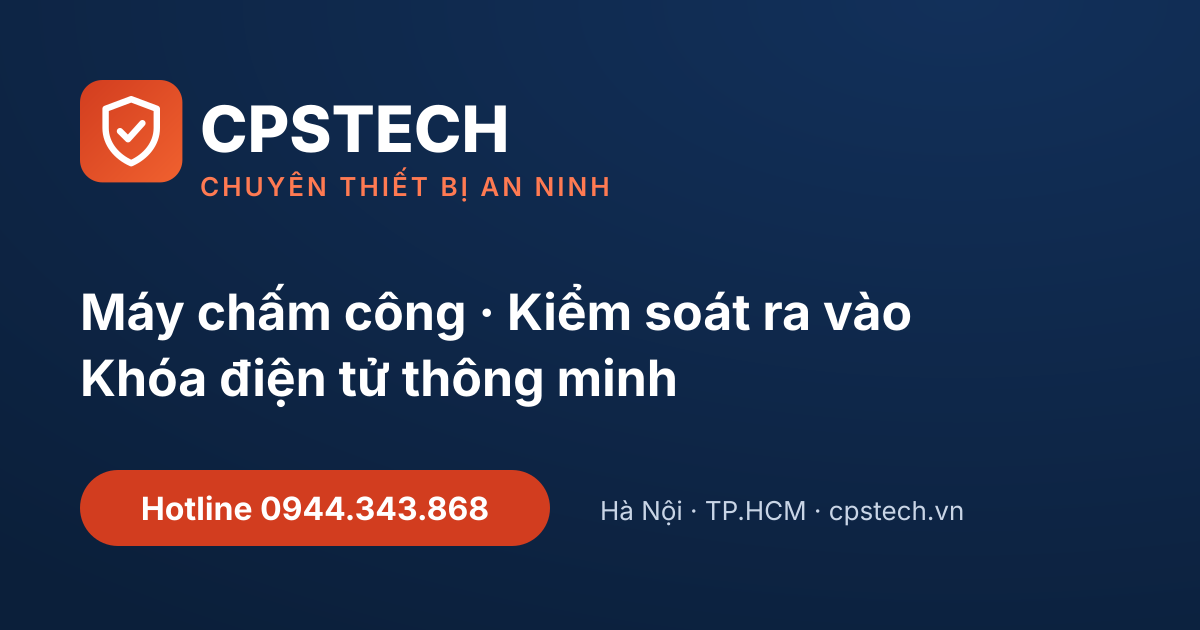 CPSTECH
CHUYÊN THIẾT BỊ AN NINH
Máy chấm công · Kiểm soát ra vào
Khóa điện tử thông minh
Hotline 0944.343.868
Hà Nội · TP.HCM · cpstech.vn